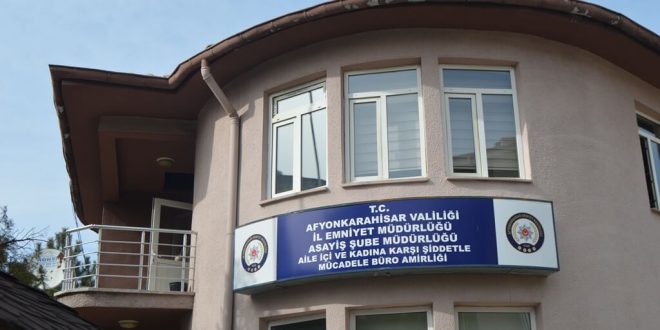 T.C.
AFYONKARAHİSAR VALİLİĞİ
İL EMNİYET MÜDÜRLÜĞÜ
ASAYİŞ ŞUBE MÜDÜRLÜĞÜ
AİLE İÇİ VE KADINA KARŞI ŞİDDETLE
MÜCADELE BÜRO AMİRLİĞİ